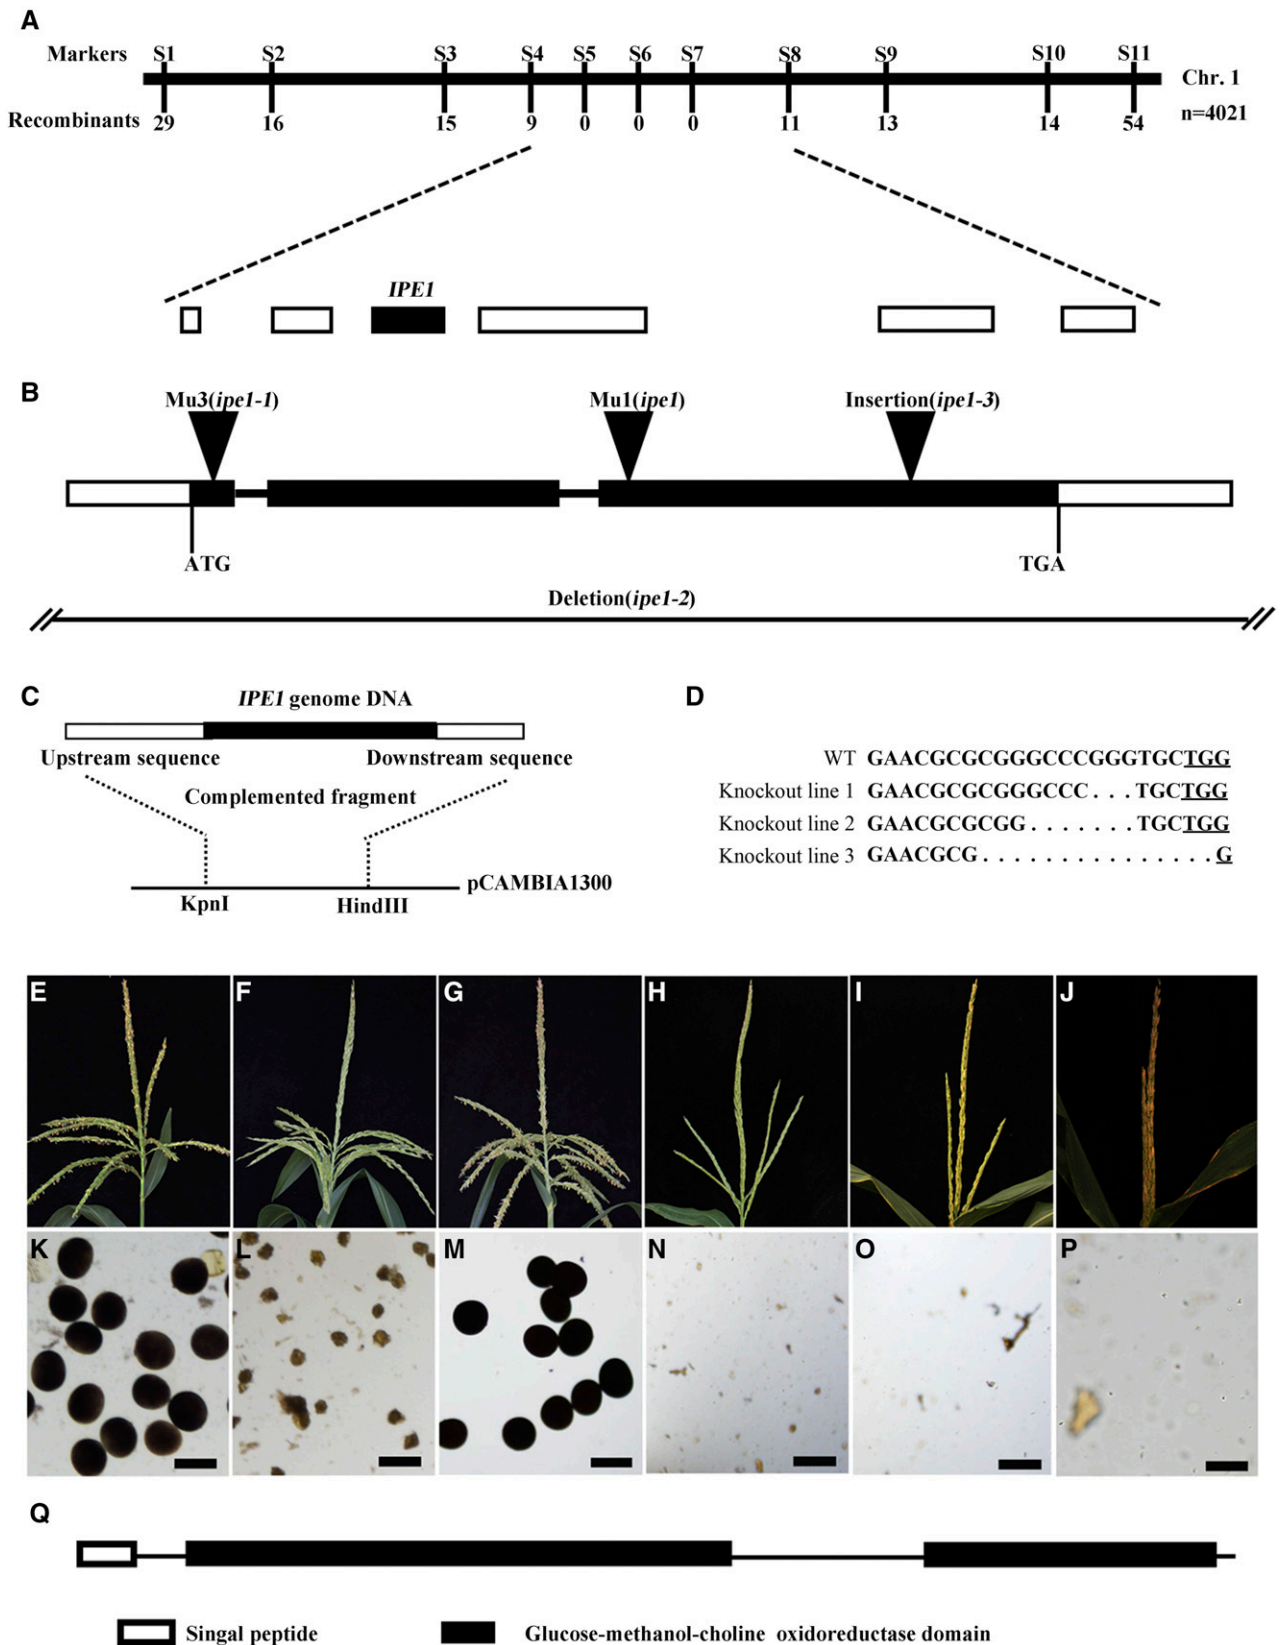 A
Markers S1 S2 S3 S4 S5 S6 S7 S8 S9 S10 S11
Chr. 1
Recombinants 29 16 15 9 0 0 0 11 13 14 54
n=4021
IPE1
B
Mu3(ipe1-1) Mu1(ipe1) Insertion(ipe1-3)
ATG TGA
Deletion(ipe1-2)
C
IPE1 genome DNA
Upstream sequence Downstream sequence
Complemented fragment
pCAMBIA1300
KpnI HindIII
D
WT GAACGCGCGGGCCCGGGTGCTGG
Knockout line 1 GAACGCGCGGGCCC...TGCTGG
Knockout line 2 GAACGCGCGG.......TGCTGG
Knockout line 3 GAACGCG...............G
E F G H I J
K L M N O P
Q
Singal peptide Glucose-methanol-choline oxidoreductase domain